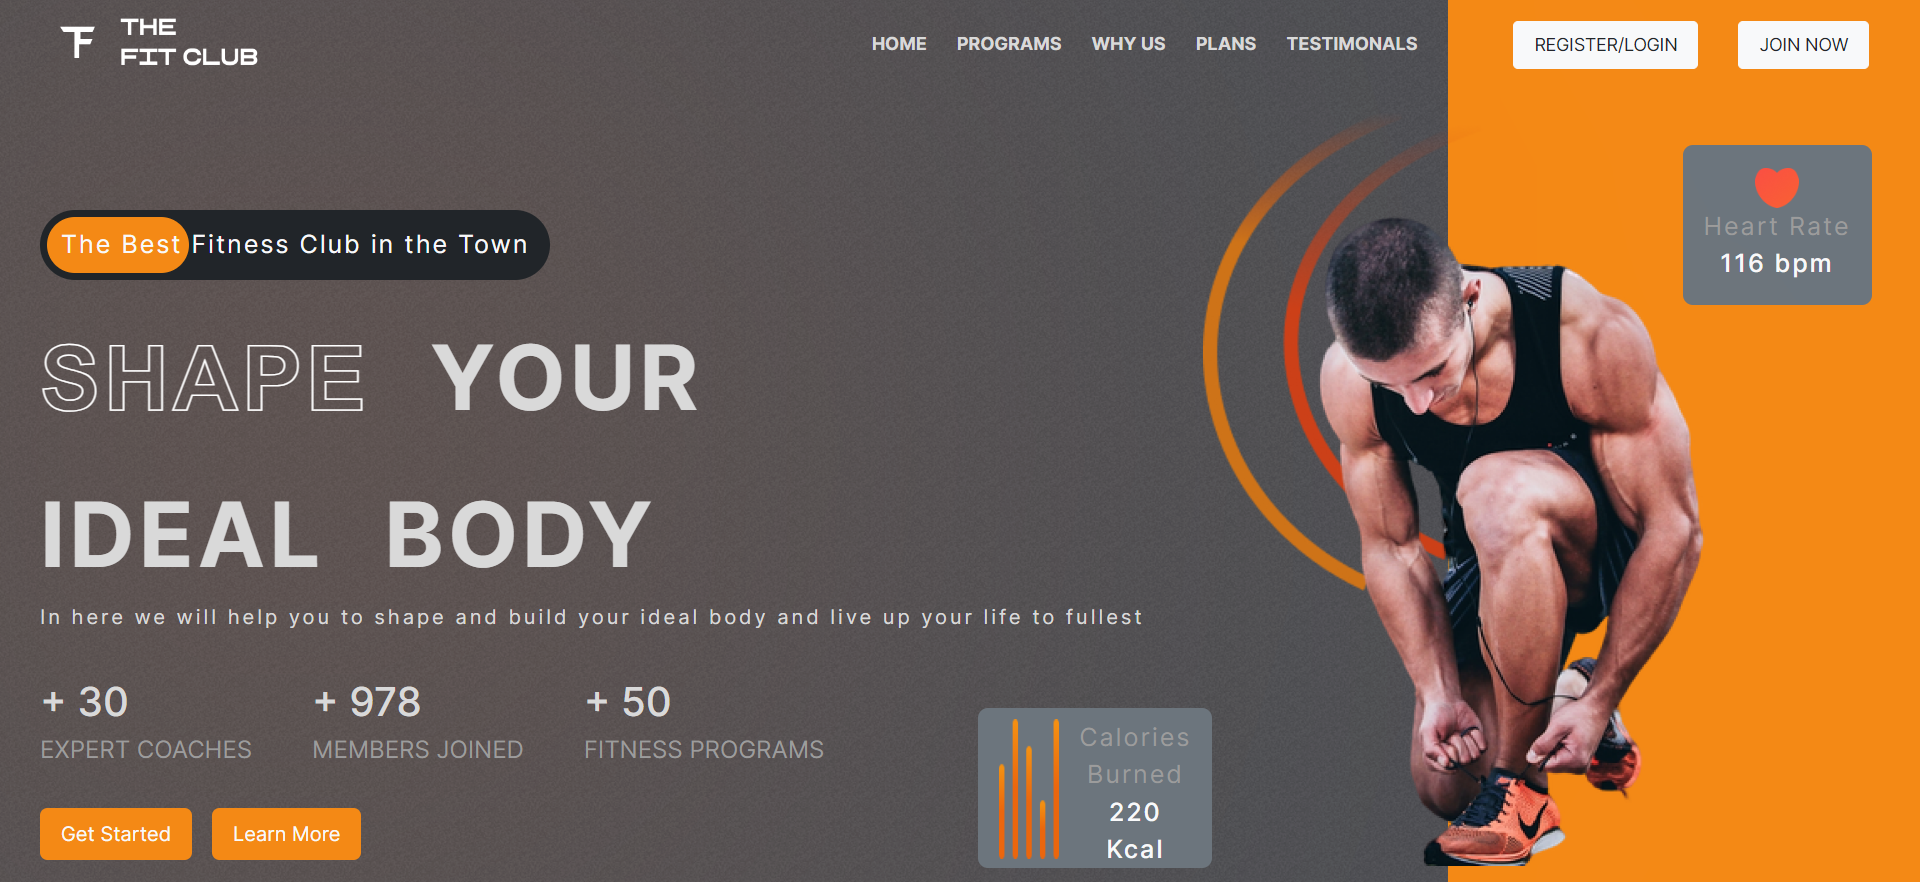 THE
FIT CLUB
HOME PROGRAMS WHY US PLANS TESTIMONALS
REGISTER/LOGIN JOIN NOW
The Best Fitness Club in the Town
Heart Rate
116 bpm
SHAPE YOUR
IDEAL BODY
In here we will help you to shape and build your ideal body and live up your life to fullest
+ 30 + 978 + 50
EXPERT COACHES MEMBERS JOINED FITNESS PROGRAMS
Calories
Burned
220
Kcal
Get Started Learn More